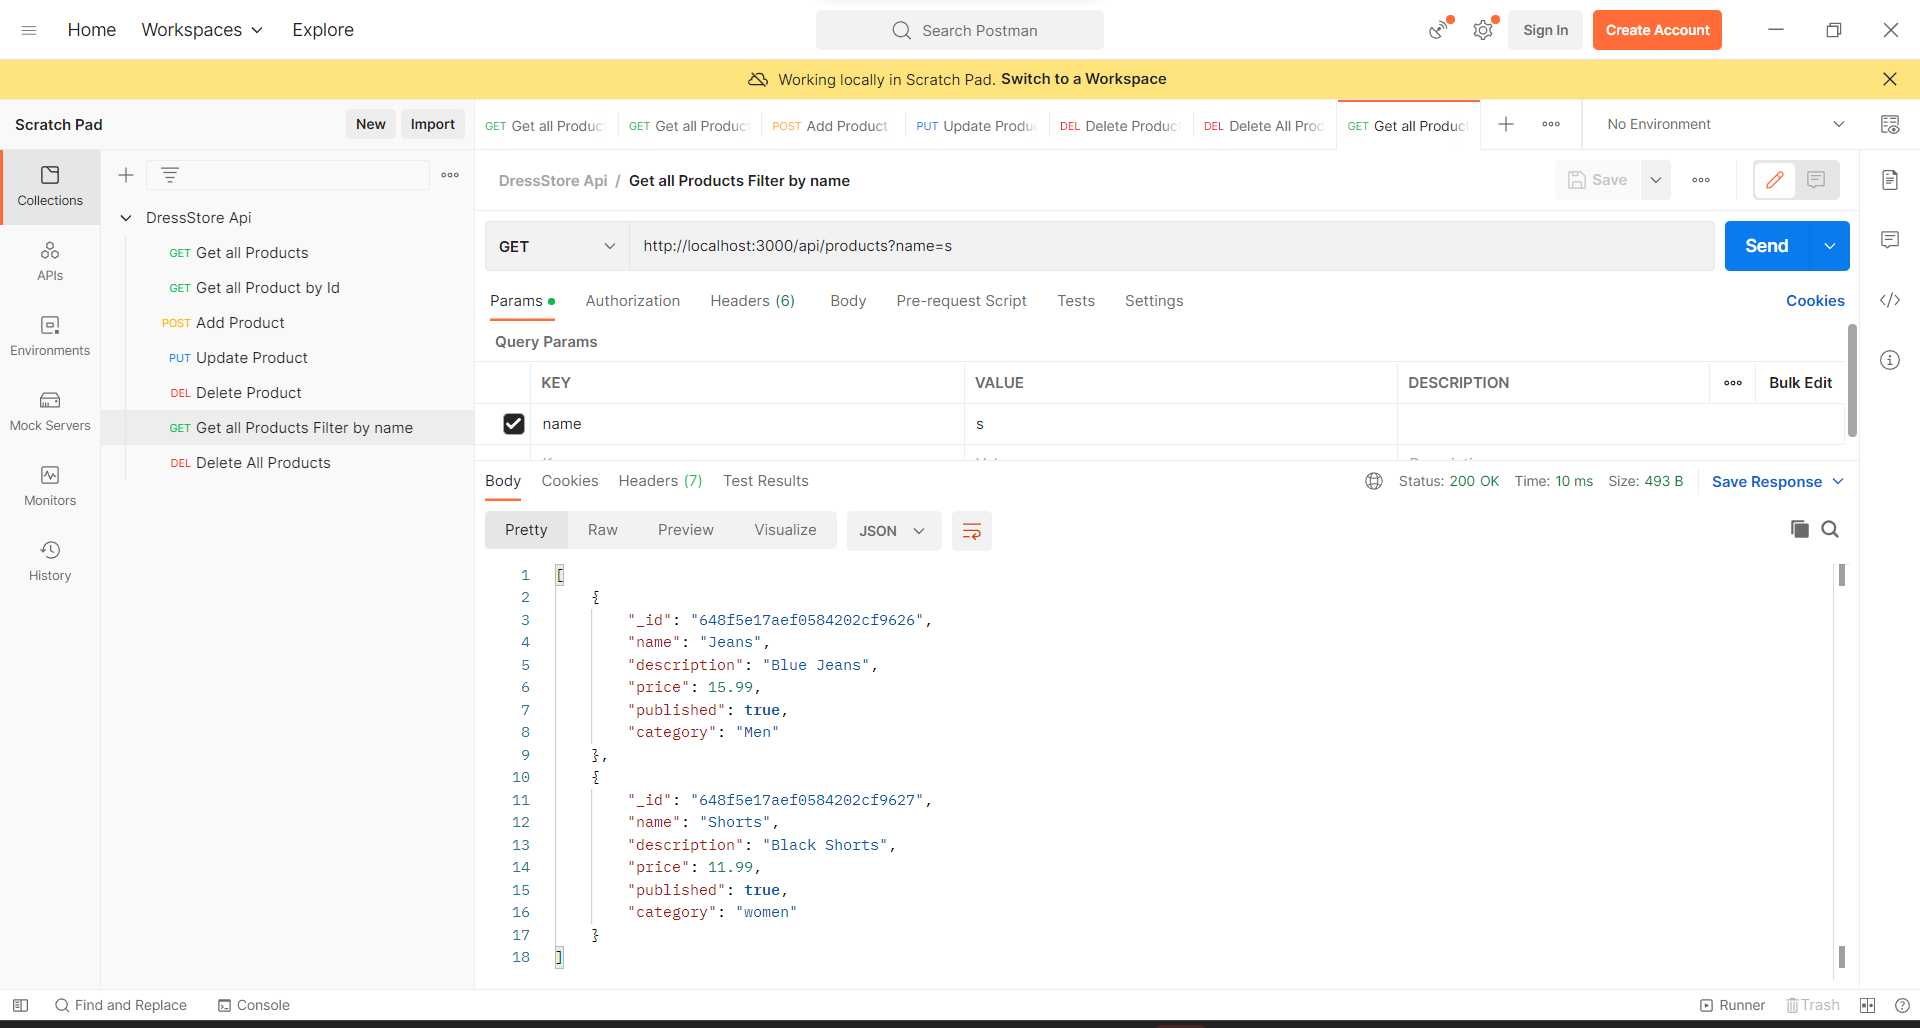 Home Workspaces Explore Search Postman Sign In Create Account
Working locally in Scratch Pad. Switch to a Workspace
Scratch Pad New Import
GET Get all Produc GET Get all Product POST Add Product PUT Update Produ DEL Delete Produc DEL Delete All Prod GET Get all Product No Environment
Collections
APIs
Environments
Mock Servers
Monitors
History
DressStore Api
GET Get all Products
GET Get all Product by Id
POST Add Product
PUT Update Product
DEL Delete Product
GET Get all Products Filter by name
DEL Delete All Products
DressStore Api / Get all Products Filter by name Save
GET http://localhost:3000/api/products?name=s Send
Params Authorization Headers (6) Body Pre-request Script Tests Settings Cookies
Query Params
KEY VALUE DESCRIPTION Bulk Edit
name s
Body Cookies Headers (7) Test Results Status: 200 OK Time: 10 ms Size: 493 B Save Response
Pretty Raw Preview Visualize JSON
1 [
2 {
3 "_id": "648f5e17aef0584202cf9626",
4 "name": "Jeans",
5 "description": "Blue Jeans",
6 "price": 15.99,
7 "published": true,
8 "category": "Men"
9 },
10 {
11 "_id": "648f5e17aef0584202cf9627",
12 "name": "Shorts",
13 "description": "Black Shorts",
14 "price": 11.99,
15 "published": true,
16 "category": "women"
17 }
18 ]
Find and Replace Console Runner Trash